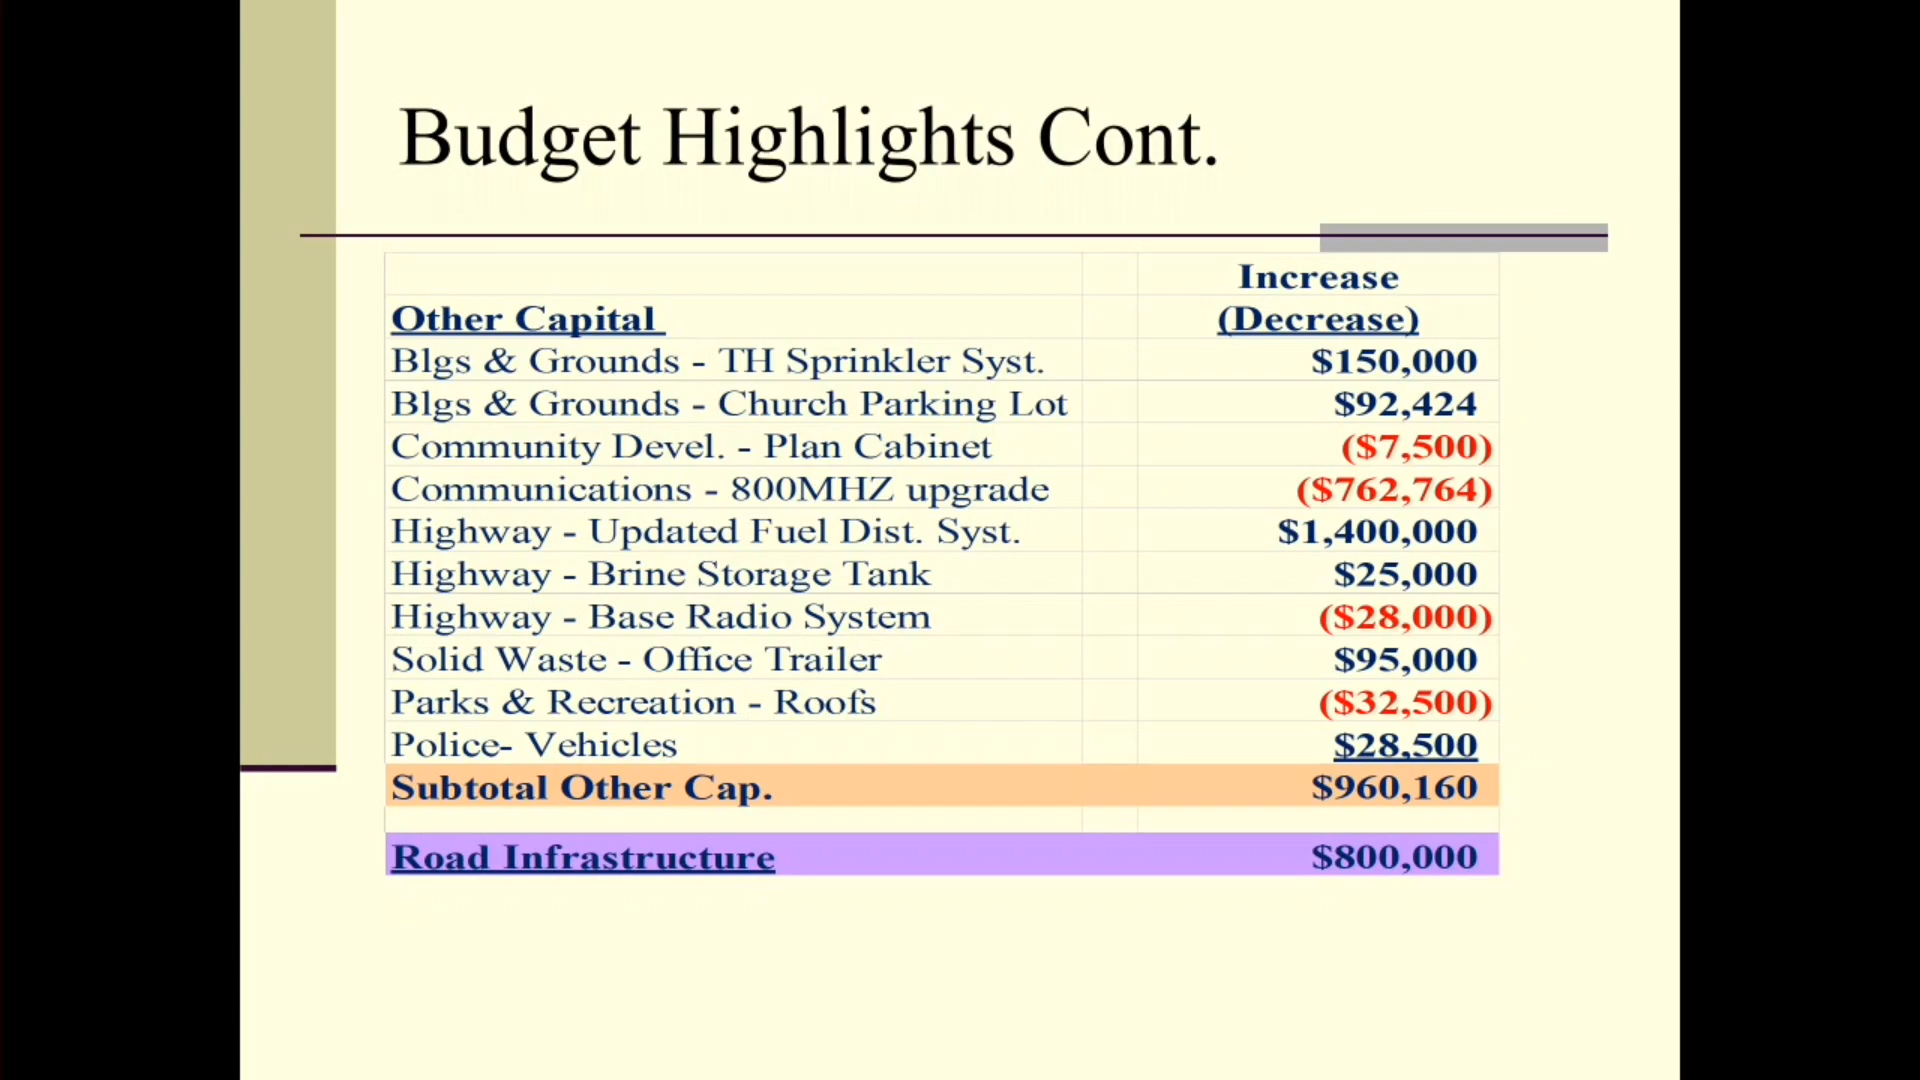 Budget Highlights Cont.
Increase
Other Capital (Decrease)
Blgs & Grounds - TH Sprinkler Syst. $150,000
Blgs & Grounds - Church Parking Lot $92,424
Community Devel. - Plan Cabinet ($7,500)
Communications - 800MHZ upgrade ($762,764)
Highway - Updated Fuel Dist. Syst. $1,400,000
Highway - Brine Storage Tank $25,000
Highway - Base Radio System ($28,000)
Solid Waste - Office Trailer $95,000
Parks & Recreation - Roofs ($32,500)
Police- Vehicles $28,500
Subtotal Other Cap. $960,160
Road Infrastructure $800,000